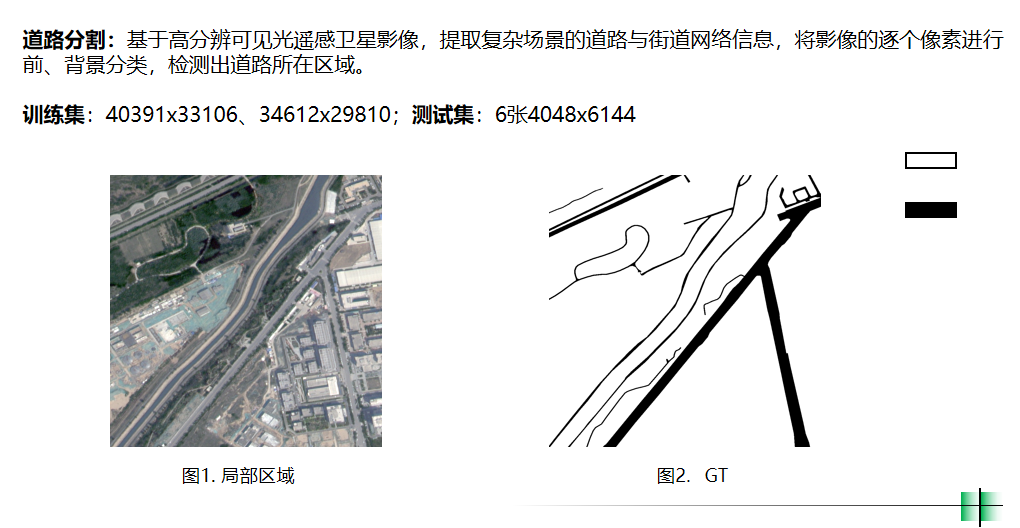 道路分割：基于高分辨可见光遥感卫星影像，提取复杂场景的道路与街道网络信息，将影像的逐个像素进行
前、背景分类，检测出道路所在区域。
训练集：40391x33106、34612x29810；测试集：6张4048x6144
图1. 局部区域
图2. GT